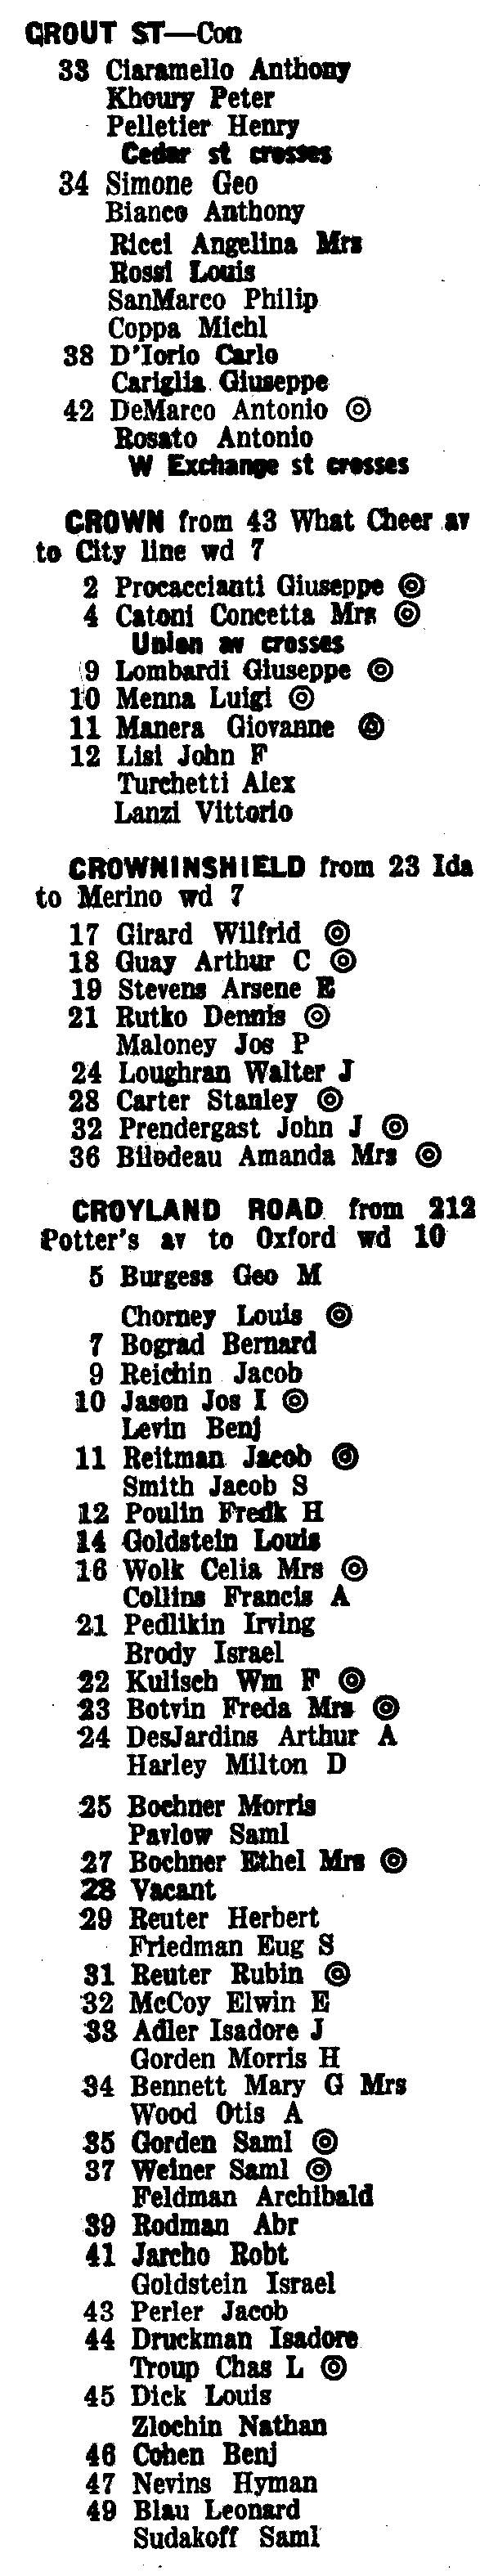 GROUT ST—Con
33 Ciaramello Anthony
Khoury Peter
Pelletier Henry
Cedar st crosses
34 Simone Geo
Bianco Anthony
Ricci Angelina Mrs
Rossi Louis
SanMarco Philip
Coppa Michl
38 D'Iorio Carlo
Cariglia Giuseppe
42 DeMarco Antonio ◎
Rosato Antonio
W Exchange st crosses
CROWN from 43 What Cheer av
to City line wd 7
2 Procaccianti Giuseppe ◎
4 Catoni Concetta Mrs ◎
Union av crosses
9 Lombardi Giuseppe ◎
10 Menna Luigi ◎
11 Manera Giovanne ◎
12 Lisi John F
Turchetti Alex
Lanzi Vittorio
CROWNINSHIELD from 23 Ida
to Merino wd 7
17 Girard Wilfrid ◎
18 Guay Arthur C ◎
19 Stevens Arsene E
21 Rutko Dennis ◎
Maloney Jos P
24 Loughran Walter J
28 Carter Stanley ◎
32 Prendergast John J ◎
36 Bilodeau Amanda Mrs ◎
CROYLAND ROAD from 212
Potter's av to Oxford wd 10
5 Burgess Geo M
Chorney Louis ◎
7 Bograd Bernard
9 Reichin Jacob
10 Jason Jos I ◎
Levin Benj
11 Reitman Jacob ◎
Smith Jacob S
12 Poulin Fredk H
14 Goldstein Louis
16 Wolk Celia Mrs ◎
Collins Francis A
21 Pedlikin Irving
Brody Israel
22 Kulisch Wm F ◎
23 Botvin Freda Mrs ◎
24 DesJardins Arthur A
Harley Milton D
25 Bochner Morris
Pavlow Saml
27 Bochner Ethel Mrs ◎
28 Vacant
29 Reuter Herbert
Friedman Eug S
31 Reuter Rubin ◎
32 McCoy Elwin E
33 Adler Isadore J
Gorden Morris H
34 Bennett Mary G Mrs
Wood Otis A
35 Gorden Saml ◎
37 Weiner Saml ◎
Feldman Archibald
39 Rodman Abr
41 Jarcho Robt
Goldstein Israel
43 Perler Jacob
44 Druckman Isadore
Troup Chas L ◎
45 Dick Louis
Zlochin Nathan
46 Cohen Benj
47 Nevins Hyman
49 Blau Leonard
Sudakoff Saml